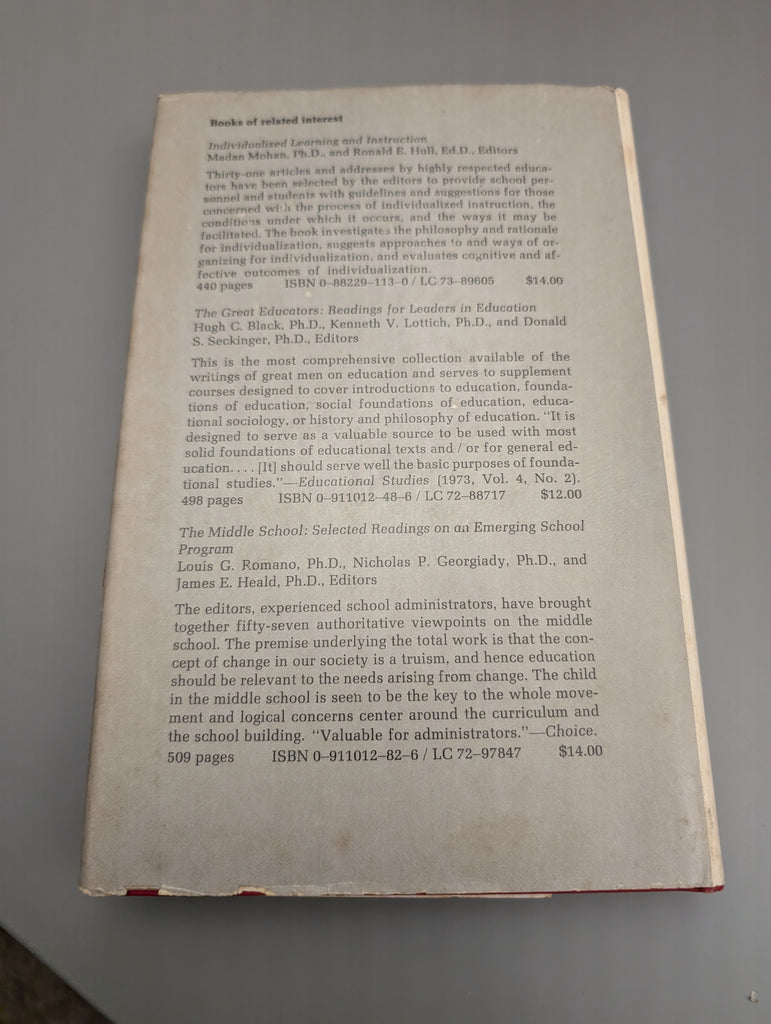 Books of related interest
Individualized Learning and Instruction
Madan Mohan, Ph.D., and Ronald E. Hull, Ed.D., Editors
Thirty-one articles and addresses by highly respected educa-
tors have been selected by the editors to provide school per-
sonnel and students with guidelines and suggestions for those
concerned with the process of individualized instruction, the
conditions under which it occurs, and the ways it may be
facilitated. The book investigates the philosophy and rationale
for individualization, suggests approaches to and ways of or-
ganizing for individualization, and evaluates cognitive and af-
fective outcomes of individualization.
440 pages ISBN 0–88229–113–0 / LC 73–89605 $14.00
The Great Educators: Readings for Leaders in Education
Hugh C. Black, Ph.D., Kenneth V. Lottich, Ph.D., and Donald
S. Seckinger, Ph.D., Editors
This is the most comprehensive collection available of the
writings of great men on education and serves to supplement
courses designed to cover introductions to education, founda-
tions of education, social foundations of education, educa-
tional sociology, or history and philosophy of education. “It is
designed to serve as a valuable source to be used with most
solid foundations of educational texts and / or for general ed-
ucation. . . . [It] should serve well the basic purposes of founda-
tional studies.”—Educational Studies (1973, Vol. 4, No. 2).
498 pages ISBN 0–911012–48–6 / LC 72–88717 $12.00
The Middle School: Selected Readings on an Emerging School
Program
Louis G. Romano, Ph.D., Nicholas P. Georgiady, Ph.D., and
James E. Heald, Ph.D., Editors
The editors, experienced school administrators, have brought
together fifty-seven authoritative viewpoints on the middle
school. The premise underlying the total work is that the con-
cept of change in our society is a truism, and hence education
should be relevant to the needs arising from change. The child
in the middle school is seen to be the key to the whole move-
ment and logical concerns center around the curriculum and
the school building. “Valuable for administrators.”—Choice.
509 pages ISBN 0–911012–82–6 / LC 72–97847 $14.00